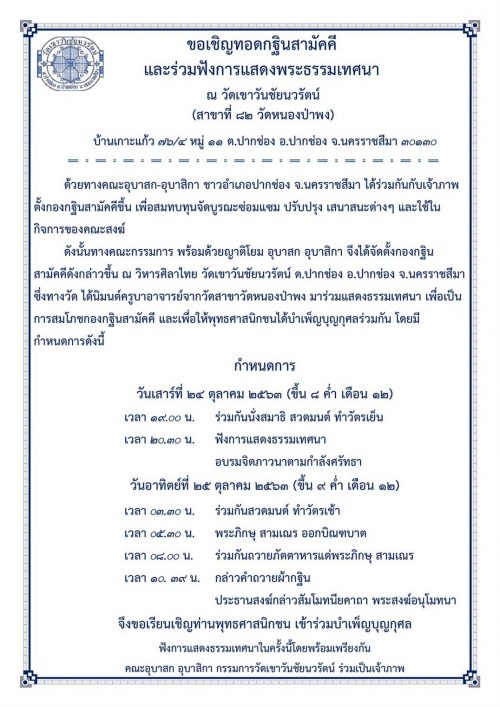 ขอเชิญทอดกฐินสามัคคี
และร่วมฟังการแสดงพระธรรมเทศนา
ณ วัดเขาวันชัยนวรัตน์
(สาขาที่ ๘๒ วัดหนองป่าพง)
บ้านเกาะแก้ว ๗๖/๔ หมู่ ๑๑ ต.ปากช่อง อ.ปากช่อง จ.นครราชสีมา ๓๐๑๓๐
ด้วยทางคณะอุบาสก-อุบาสิกา ชาวอำเภอปากช่อง จ.นครราชสีมา ได้ร่วมกันกับเจ้าภาพ
ตั้งกองกฐินสามัคคีขึ้น เพื่อสมทบทุนจัดบูรณะซ่อมแซม ปรับปรุง เสนาสนะต่างๆ และใช้ใน
กิจการของคณะสงฆ์
ดังนั้นทางคณะกรรมการ พร้อมด้วยญาติโยม อุบาสก อุบาสิกา จึงได้จัดตั้งกองกฐิน
สามัคคีดังกล่าวขึ้น ณ วิหารศิลาไทย วัดเขาวันชัยนวรัตน์ ต.ปากช่อง อ.ปากช่อง จ.นครราชสีมา
ซึ่งทางวัด ได้นิมนต์ครูบาอาจารย์จากวัดสาขาวัดหนองป่าพง มาร่วมแสดงธรรมเทศนา เพื่อเป็น
การสมโภชกองกฐินสามัคคี และเพื่อให้พุทธศาสนิกชนได้บำเพ็ญบุญกุศลร่วมกัน โดยมี
กำหนดการดังนี้
กำหนดการ
วันเสาร์ที่ ๒๔ ตุลาคม ๒๕๖๓ (ขึ้น ๘ ค่ำ เดือน ๑๒)
เวลา ๑๙.๐๐ น. ร่วมกันนั่งสมาธิ สวดมนต์ ทำวัตรเย็น
เวลา ๒๐.๓๐ น. ฟังการแสดงธรรมเทศนา
อบรมจิตภาวนาตามกำลังศรัทธา
วันอาทิตย์ที่ ๒๕ ตุลาคม ๒๕๖๓ (ขึ้น ๙ ค่ำ เดือน ๑๒)
เวลา ๐๓.๓๐ น. ร่วมกันสวดมนต์ ทำวัตรเช้า
เวลา ๐๕.๓๐ น. พระภิกษุ สามเณร ออกบิณฑบาต
เวลา ๐๘.๐๐ น. ร่วมกันถวายภัตตาหารแด่พระภิกษุ สามเณร
เวลา ๑๐. ๓๙ น. กล่าวคำถวายผ้ากฐิน
ประธานสงฆ์กล่าวสัมโมทนียคาถา พระสงฆ์อนุโมทนา
จึงขอเรียนเชิญท่านพุทธศาสนิกชน เข้าร่วมบำเพ็ญบุญกุศล
ฟังการแสดงธรรมเทศนาในครั้งนี้โดยพร้อมเพรียงกัน
คณะอุบาสก อุบาสิกา กรรมการวัดเขาวันชัยนวรัตน์ ร่วมเป็นเจ้าภาพ